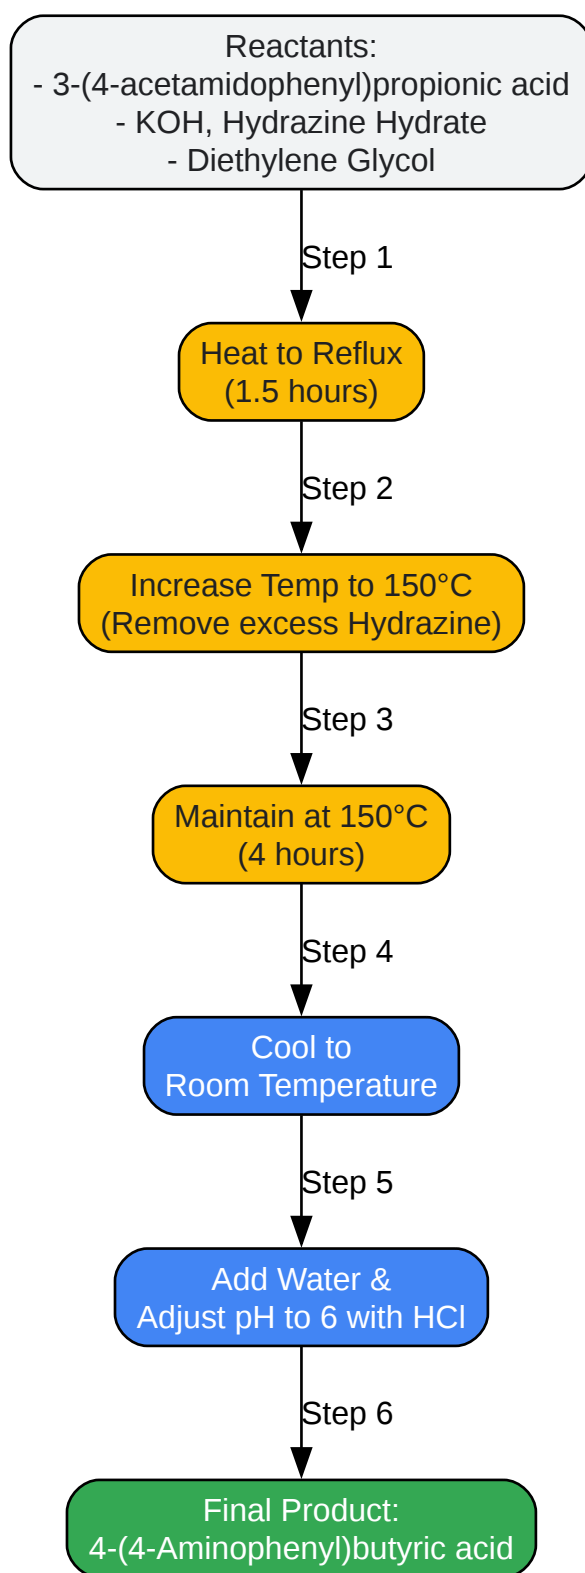 Reactants:
- 3-(4-acetamidophenyl)propionic acid
- KOH, Hydrazine Hydrate
- Diethylene Glycol
Step 1
Heat to Reflux
(1.5 hours)
Step 2
Increase Temp to 150°C
(Remove excess Hydrazine)
Step 3
Maintain at 150°C
(4 hours)
Step 4
Cool to
Room Temperature
Step 5
Add Water &
Adjust pH to 6 with HCl
Step 6
Final Product:
4-(4-Aminophenyl)butyric acid